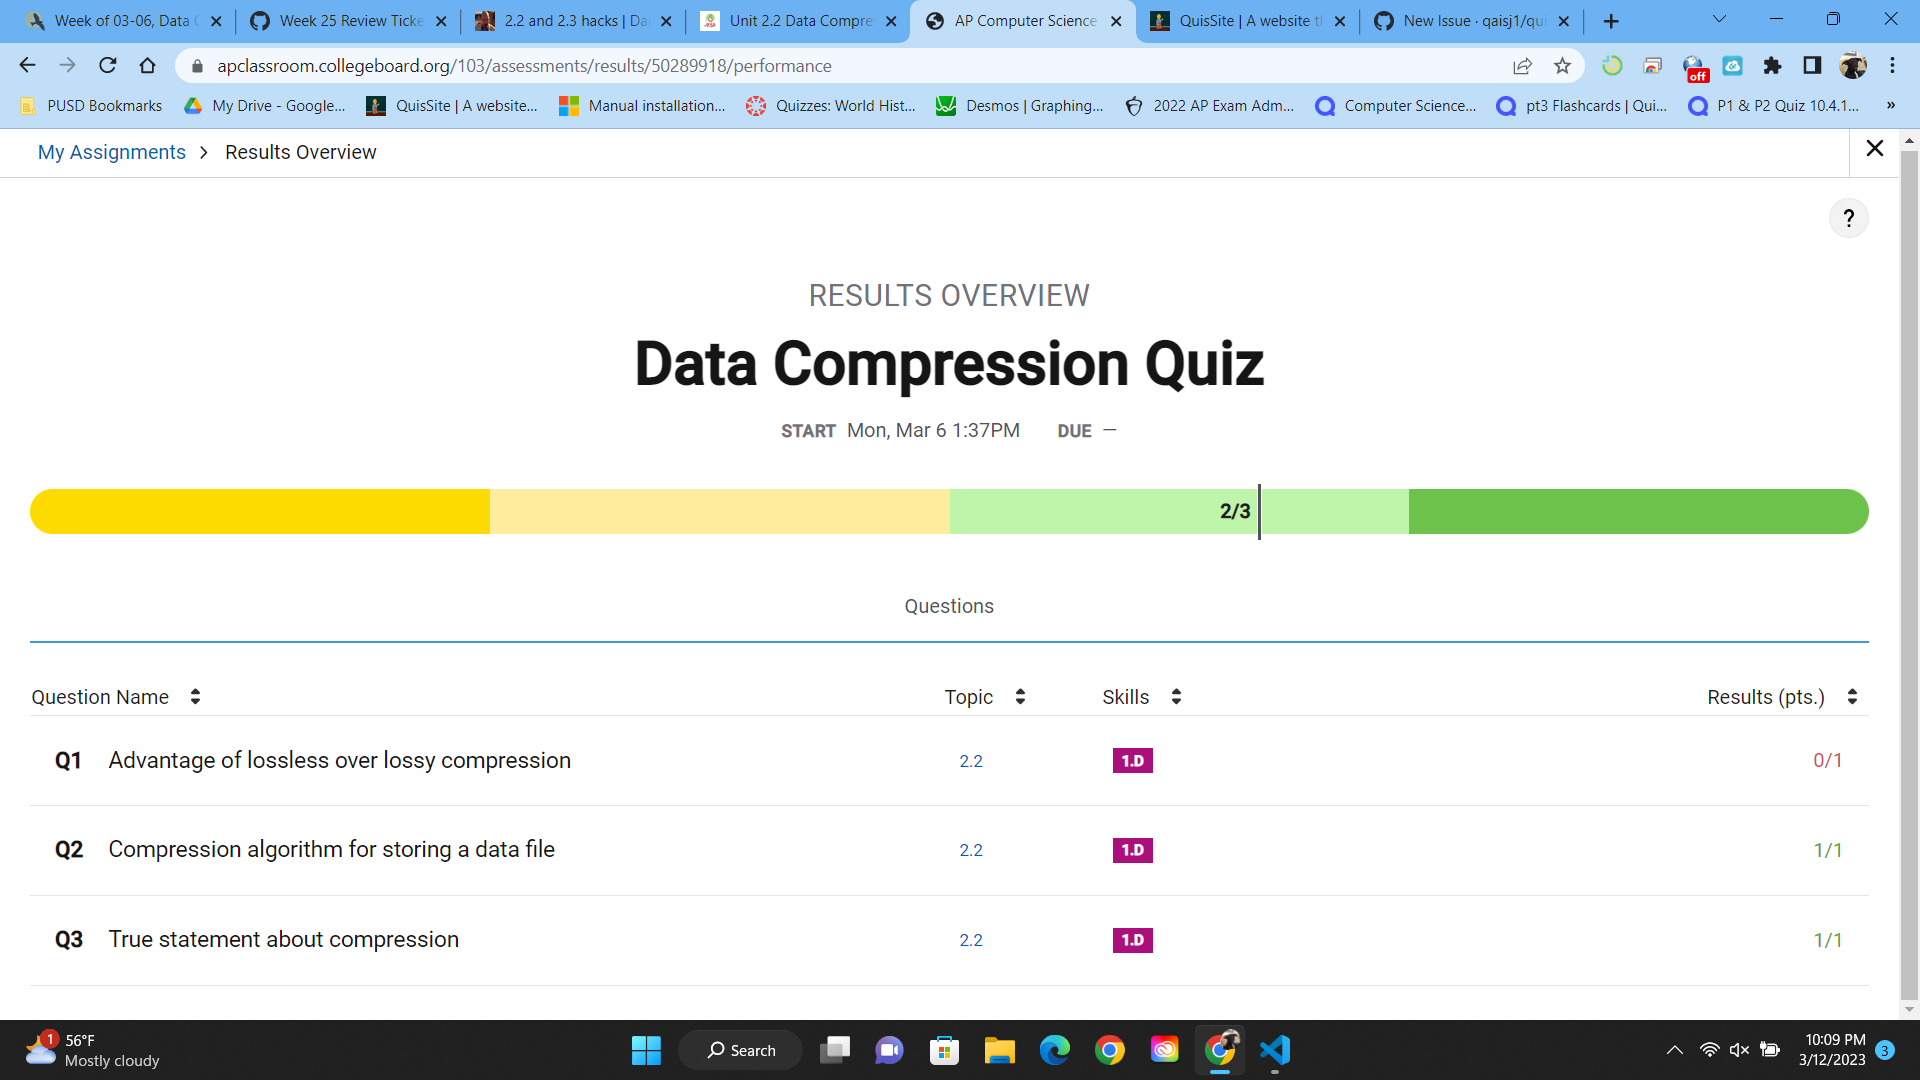 Week of 03-06, Data
Week 25 Review Ticke
2.2 and 2.3 hacks | Da
Unit 2.2 Data Compre
AP Computer Science
QuisSite | A website t
New Issue · qaisj1/qui
apclassroom.collegeboard.org/103/assessments/results/50289918/performance
off
PUSD Bookmarks
My Drive - Google...
QuisSite | A website...
Manual installation...
Quizzes: World Hist...
Desmos | Graphing...
2022 AP Exam Adm...
Computer Science...
pt3 Flashcards | Qui...
P1 & P2 Quiz 10.4.1...
»
My Assignments > Results Overview
?
RESULTS OVERVIEW
Data Compression Quiz
START Mon, Mar 6 1:37PM DUE —
2/3
Questions
Question Name Topic Skills Results (pts.)
Q1 Advantage of lossless over lossy compression 2.2 1.D 0/1
Q2 Compression algorithm for storing a data file 2.2 1.D 1/1
Q3 True statement about compression 2.2 1.D 1/1
1
56°F
Mostly cloudy
Search
10:09 PM
3/12/2023
3